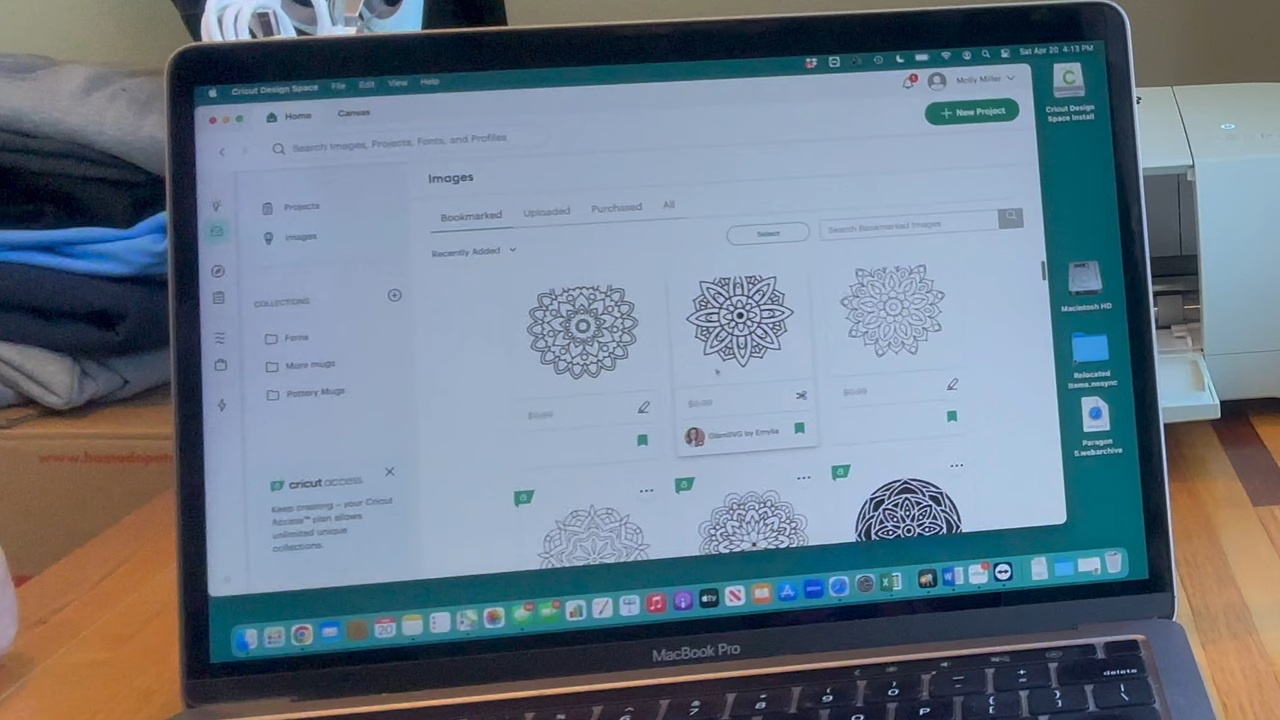 Cricut Design Space File Edit View Help
Sat Apr 20 4:13 PM
Home Canvas
Molly Miller
+ New Project
Search Images, Projects, Fonts, and Profiles
Cricut Design
Space Install
Images
Projects
Images
Bookmarked Uploaded Purchased All
Select
Search Bookmarked Images
Recently Added
COLLECTIONS
Fonts
More mugs
Pottery Mugs
$0.99
$0.99
$0.99
GlamSVG by Emylia
Macintosh HD
Relocated
Items.nosync
Paragon
5.webarchive
cricut access
Keep creating – your Cricut
Access™ plan allows
unlimited unique
collections.
MacBook Pro
delete